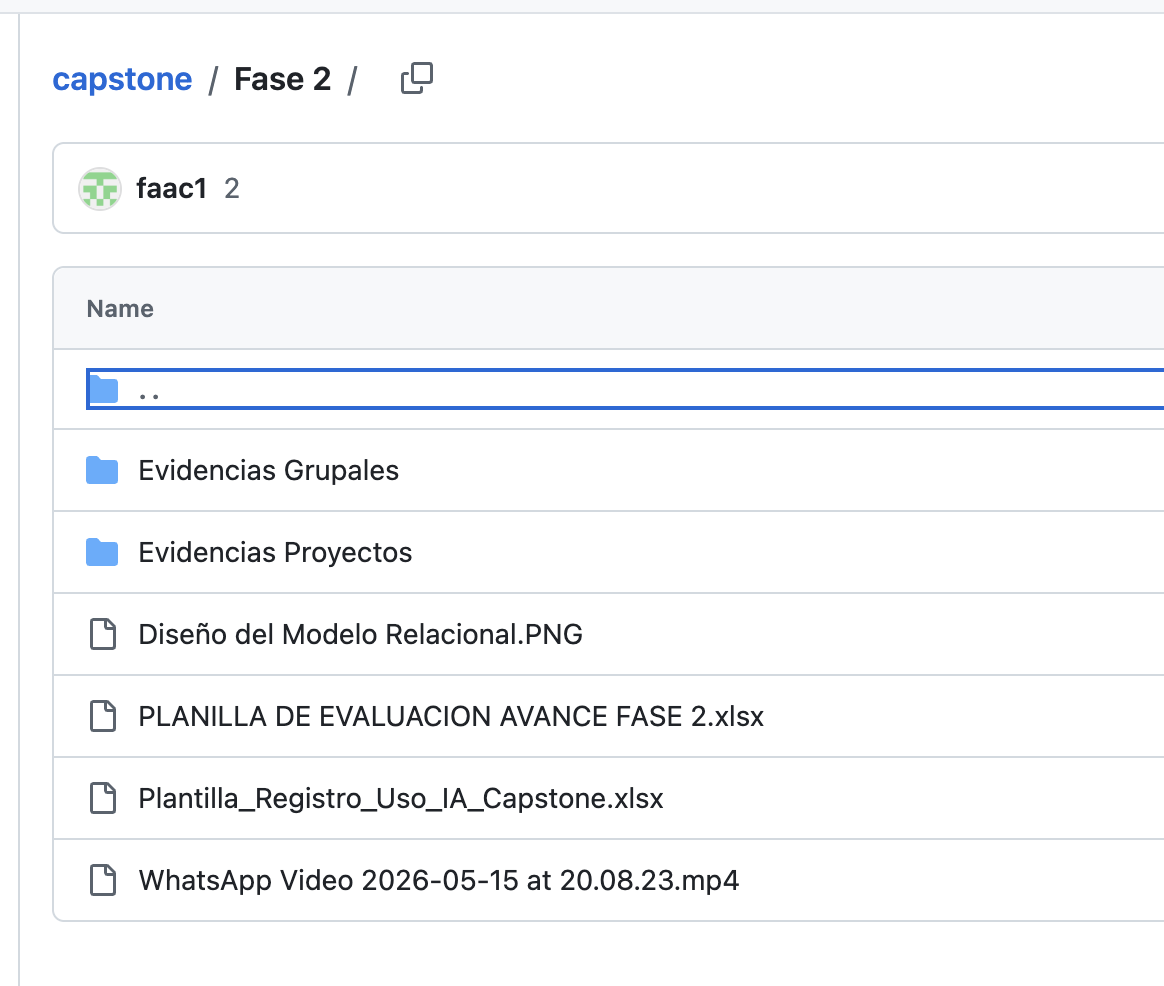 capstone / Fase 2 /
faac1 2
Name
..
Evidencias Grupales
Evidencias Proyectos
Diseño del Modelo Relacional.PNG
PLANILLA DE EVALUACION AVANCE FASE 2.xlsx
Plantilla_Registro_Uso_IA_Capstone.xlsx
WhatsApp Video 2026-05-15 at 20.08.23.mp4